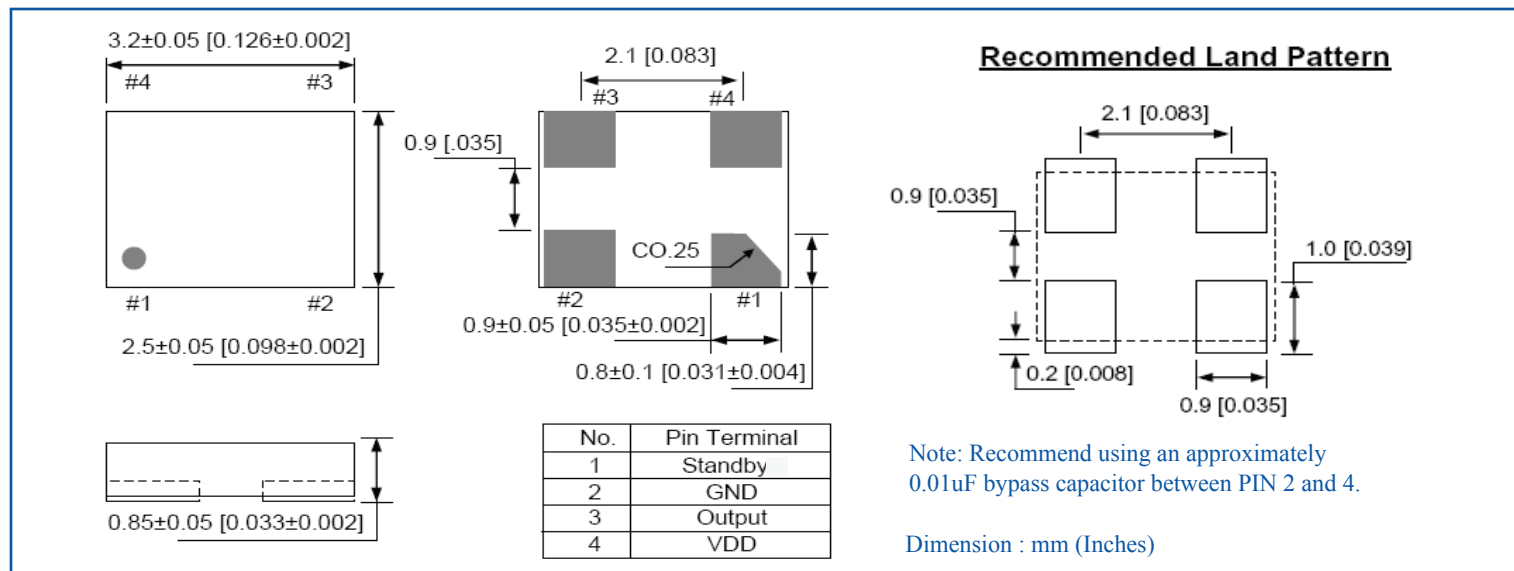 3.2±0.05 [0.126±0.002]
#4 #3
#1 #2
2.5±0.05 [0.098±0.002]
0.85±0.05 [0.033±0.002]
2.1 [0.083]
#3 #4
0.9 [.035]
CO.25
#2 #1
0.9±0.05 [0.035±0.002]
0.8±0.1 [0.031±0.004]
No. Pin Terminal
1 Standby
2 GND
3 Output
4 VDD
Recommended Land Pattern
2.1 [0.083]
0.9 [0.035]
1.0 [0.039]
0.2 [0.008]
0.9 [0.035]
Note: Recommend using an approximately
0.01uF bypass capacitor between PIN 2 and 4.
Dimension : mm (Inches)